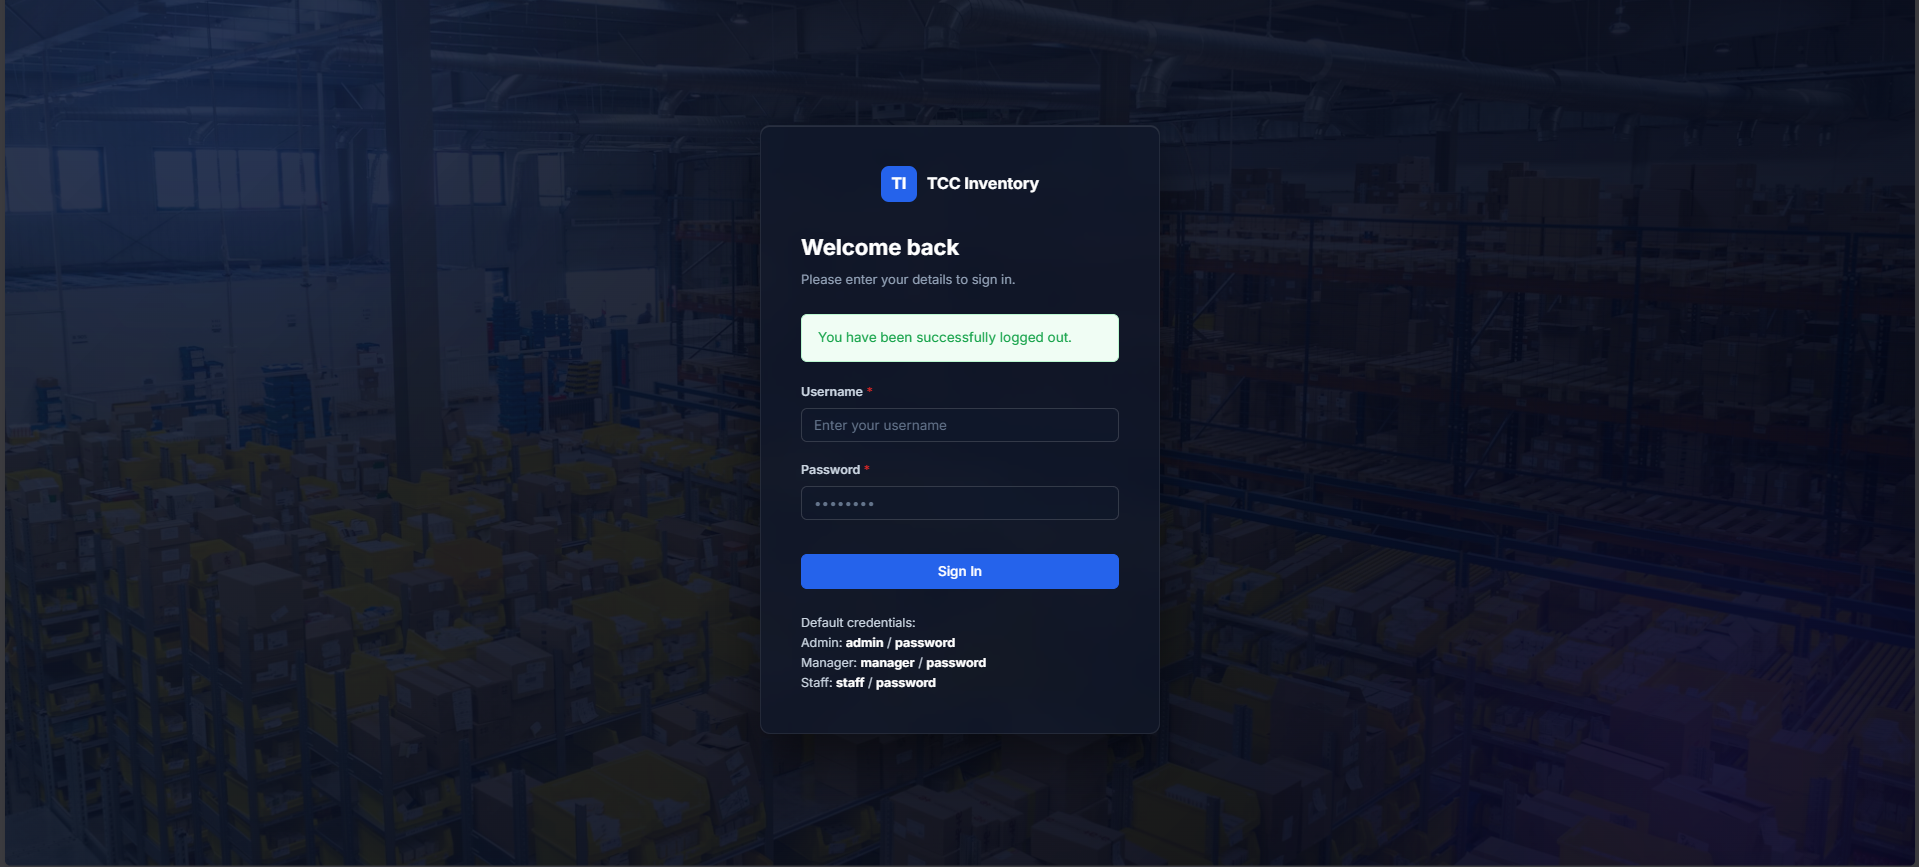 TI TCC Inventory
Welcome back
Please enter your details to sign in.
You have been successfully logged out.
Username *
Enter your username
Password *
••••••••
Sign In
Default credentials:
Admin: admin / password
Manager: manager / password
Staff: staff / password